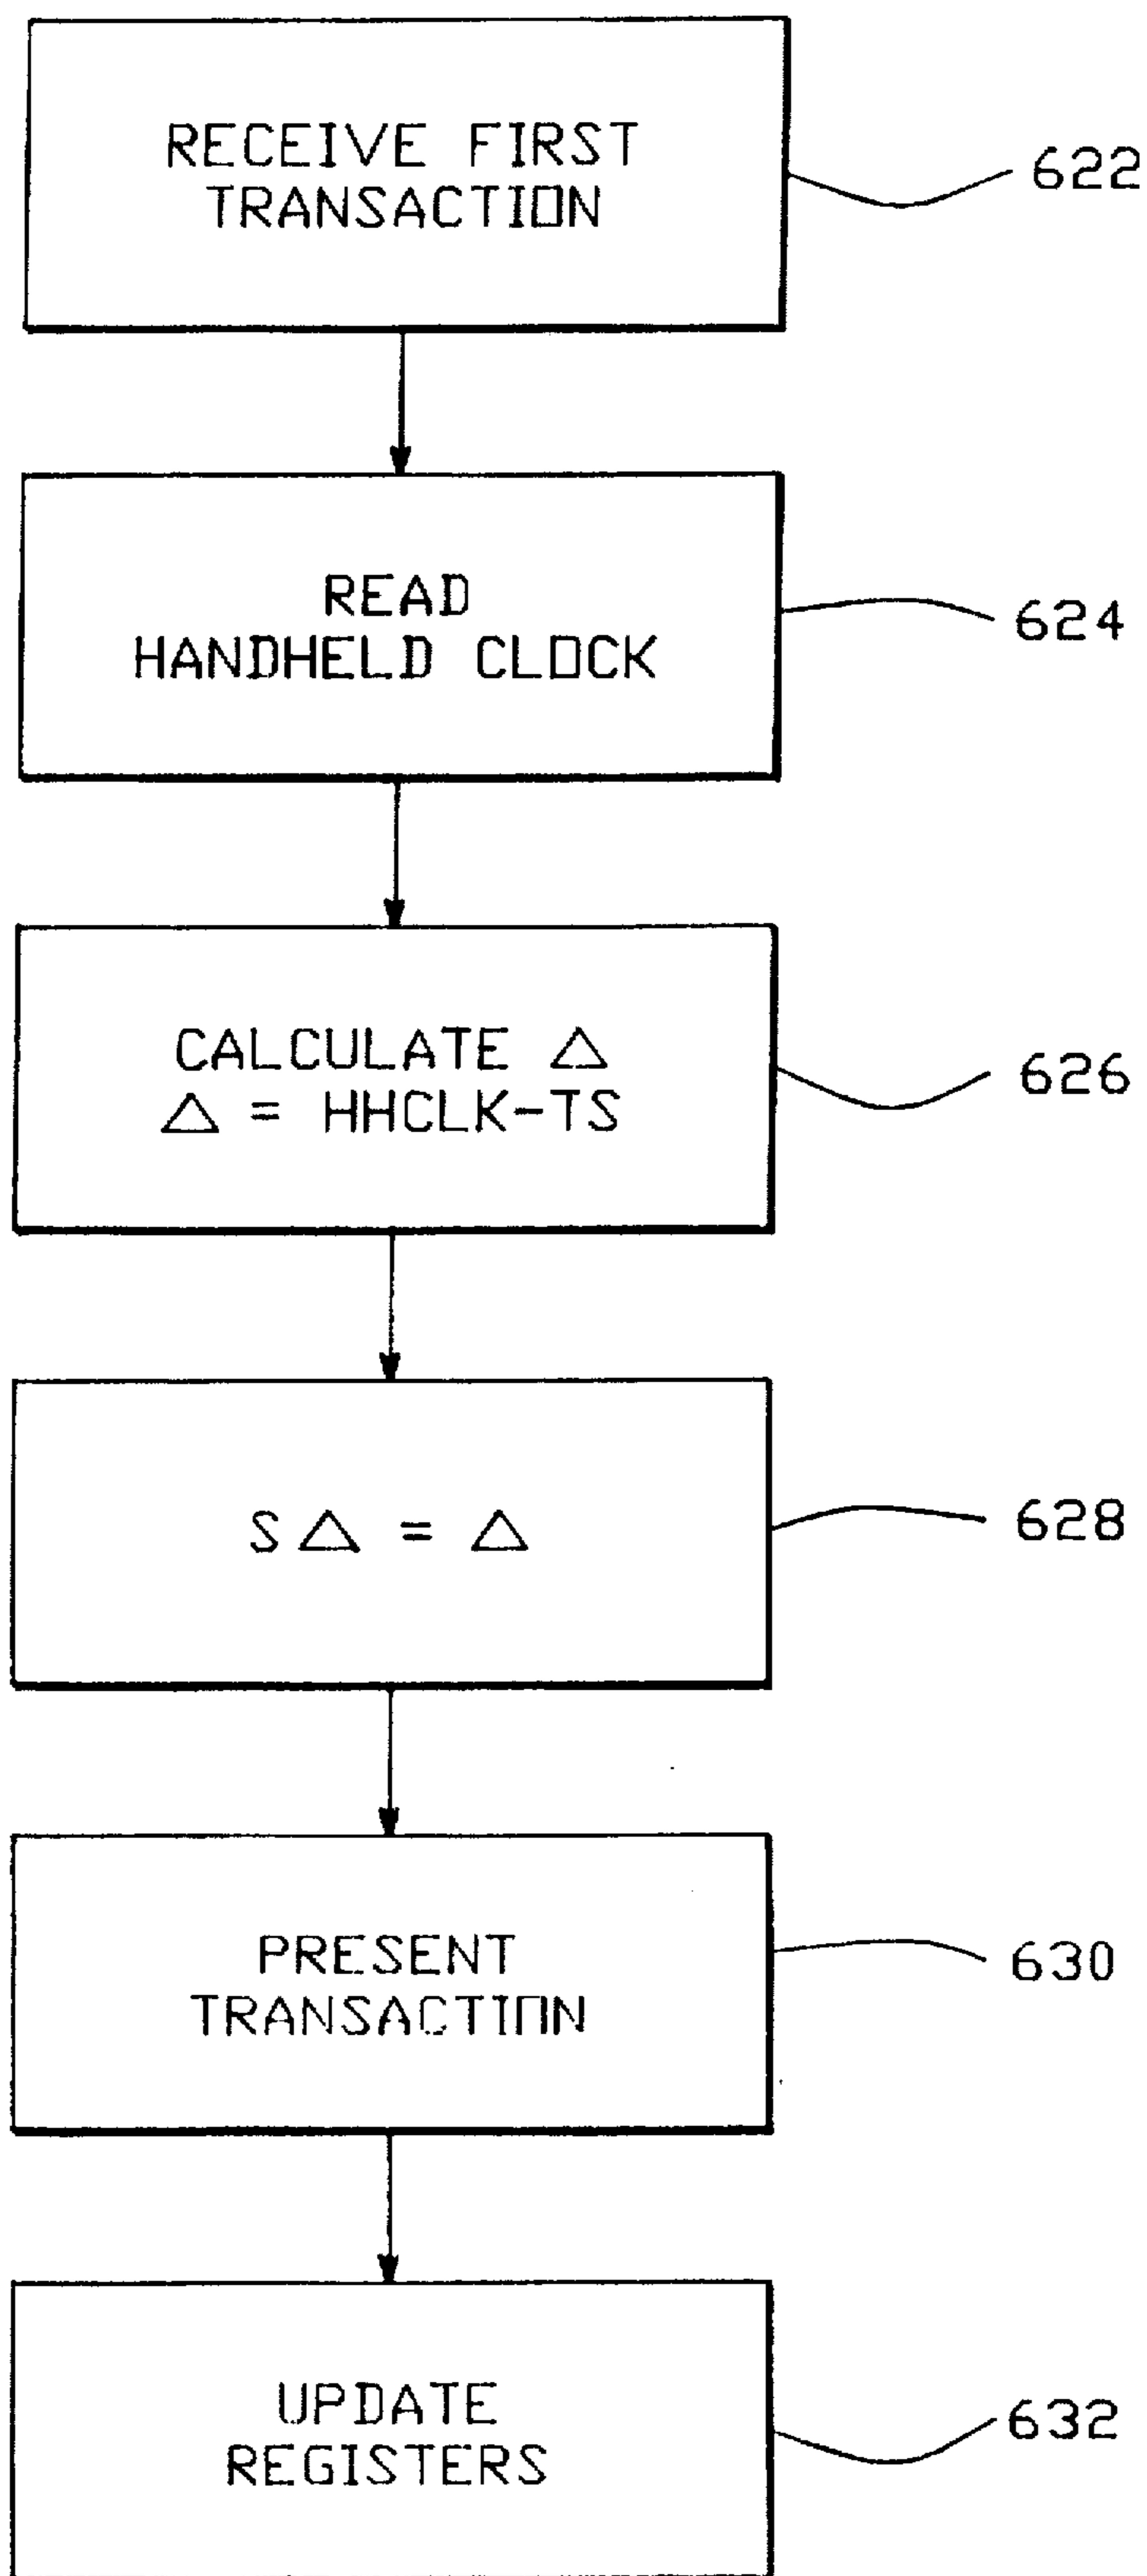 RECEIVE FIRST
TRANSACTION
622
READ
HANDHELD CLOCK
624
CALCULATE △
△ = HHCLK-TS
626
S△ = △
628
PRESENT
TRANSACTION
630
UPDATE
REGISTERS
632